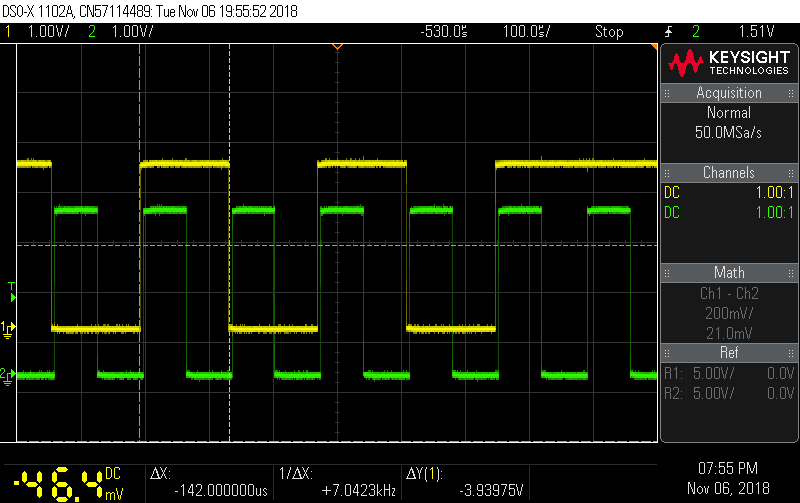 DSO-X 1102A, CN57114489: Tue Nov 06 19:55:52 2018
1 1.00V/ 2 1.00V/ -530.0㎲ 100.0㎲/ Stop 2 1.51V
KEYSIGHT
TECHNOLOGIES
Acquisition
Normal
50.0MSa/s
Channels
DC 1.00:1
DC 1.00:1
Math
Ch1 - Ch2
200mV/
21.0mV
Ref
R1: 5.00V/ 0.0V
R2: 5.00V/ 0.0V
T
1
2
-46.4 DC mV
ΔX:
-142.000000us
1/ΔX:
+7.0423kHz
ΔY(1):
-3.93975V
07:55 PM
Nov 06, 2018